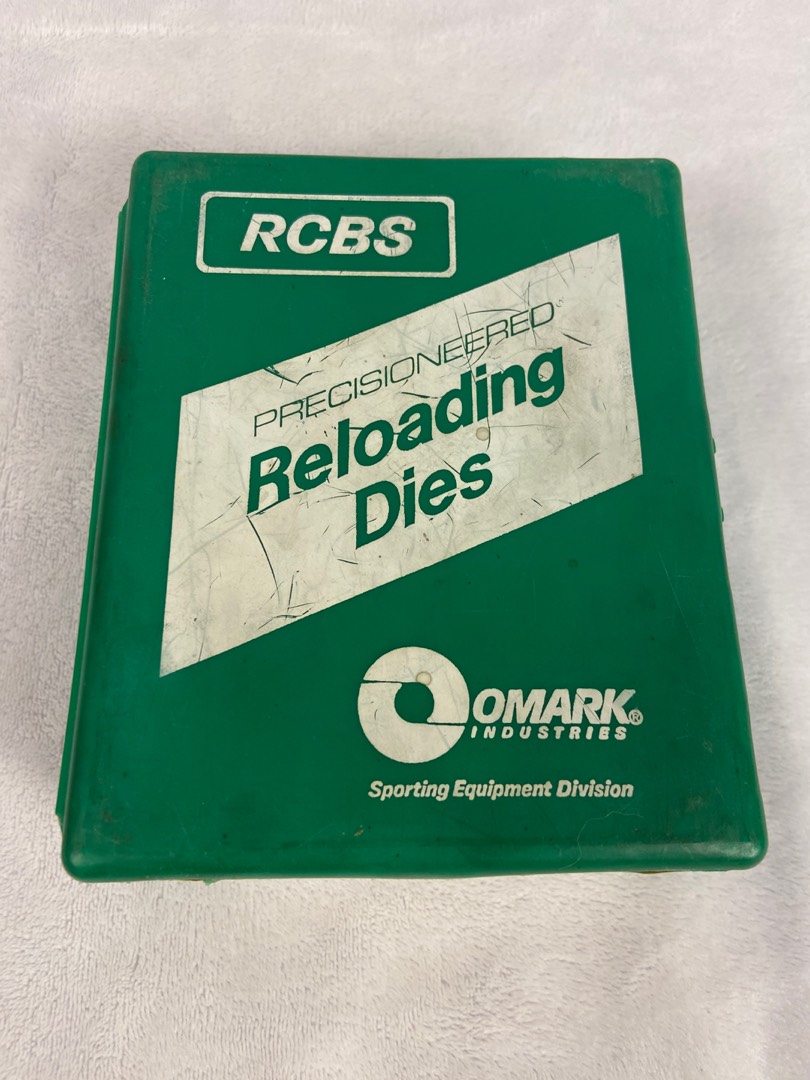 RCBS
PRECISIONEERED
Reloading
Dies
OMARK®
INDUSTRIES
Sporting Equipment Division